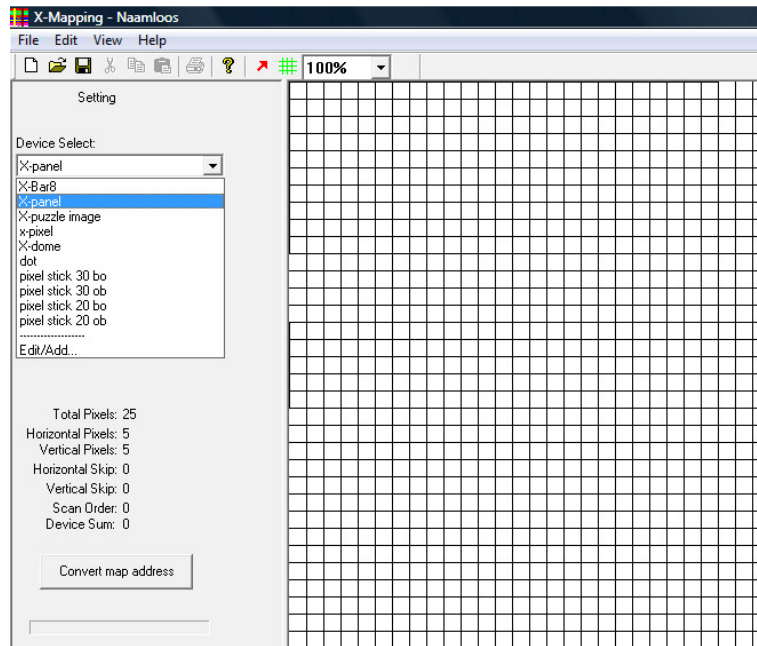 X-Mapping - Naamloos
File Edit View Help
100%
Setting
Device Select:
X-panel
X-Bar8
X-panel
X-puzzle image
x-pixel
X-dome
dot
pixel stick 30 bo
pixel stick 30 ob
pixel stick 20 bo
pixel stick 20 ob
-------------------
Edit/Add...
Total Pixels: 25
Horizontal Pixels: 5
Vertical Pixels: 5
Horizontal Skip: 0
Vertical Skip: 0
Scan Order: 0
Device Sum: 0
Convert map address